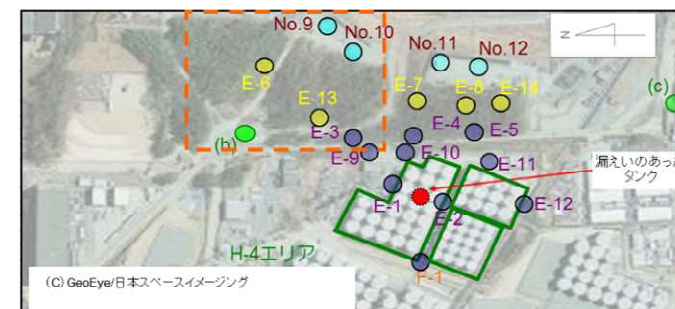 No.9
No.10
No.11
No.12
N
E-6
E-7
E-8
E-14
(c)
E-13
E-3
E-4
E-5
(b)
E-9
E-10
E-11
漏えいのあった
タンク
E-1
E-2
E-12
H-4エリア
F-1
(C) GeoEye/日本スペースイメージング